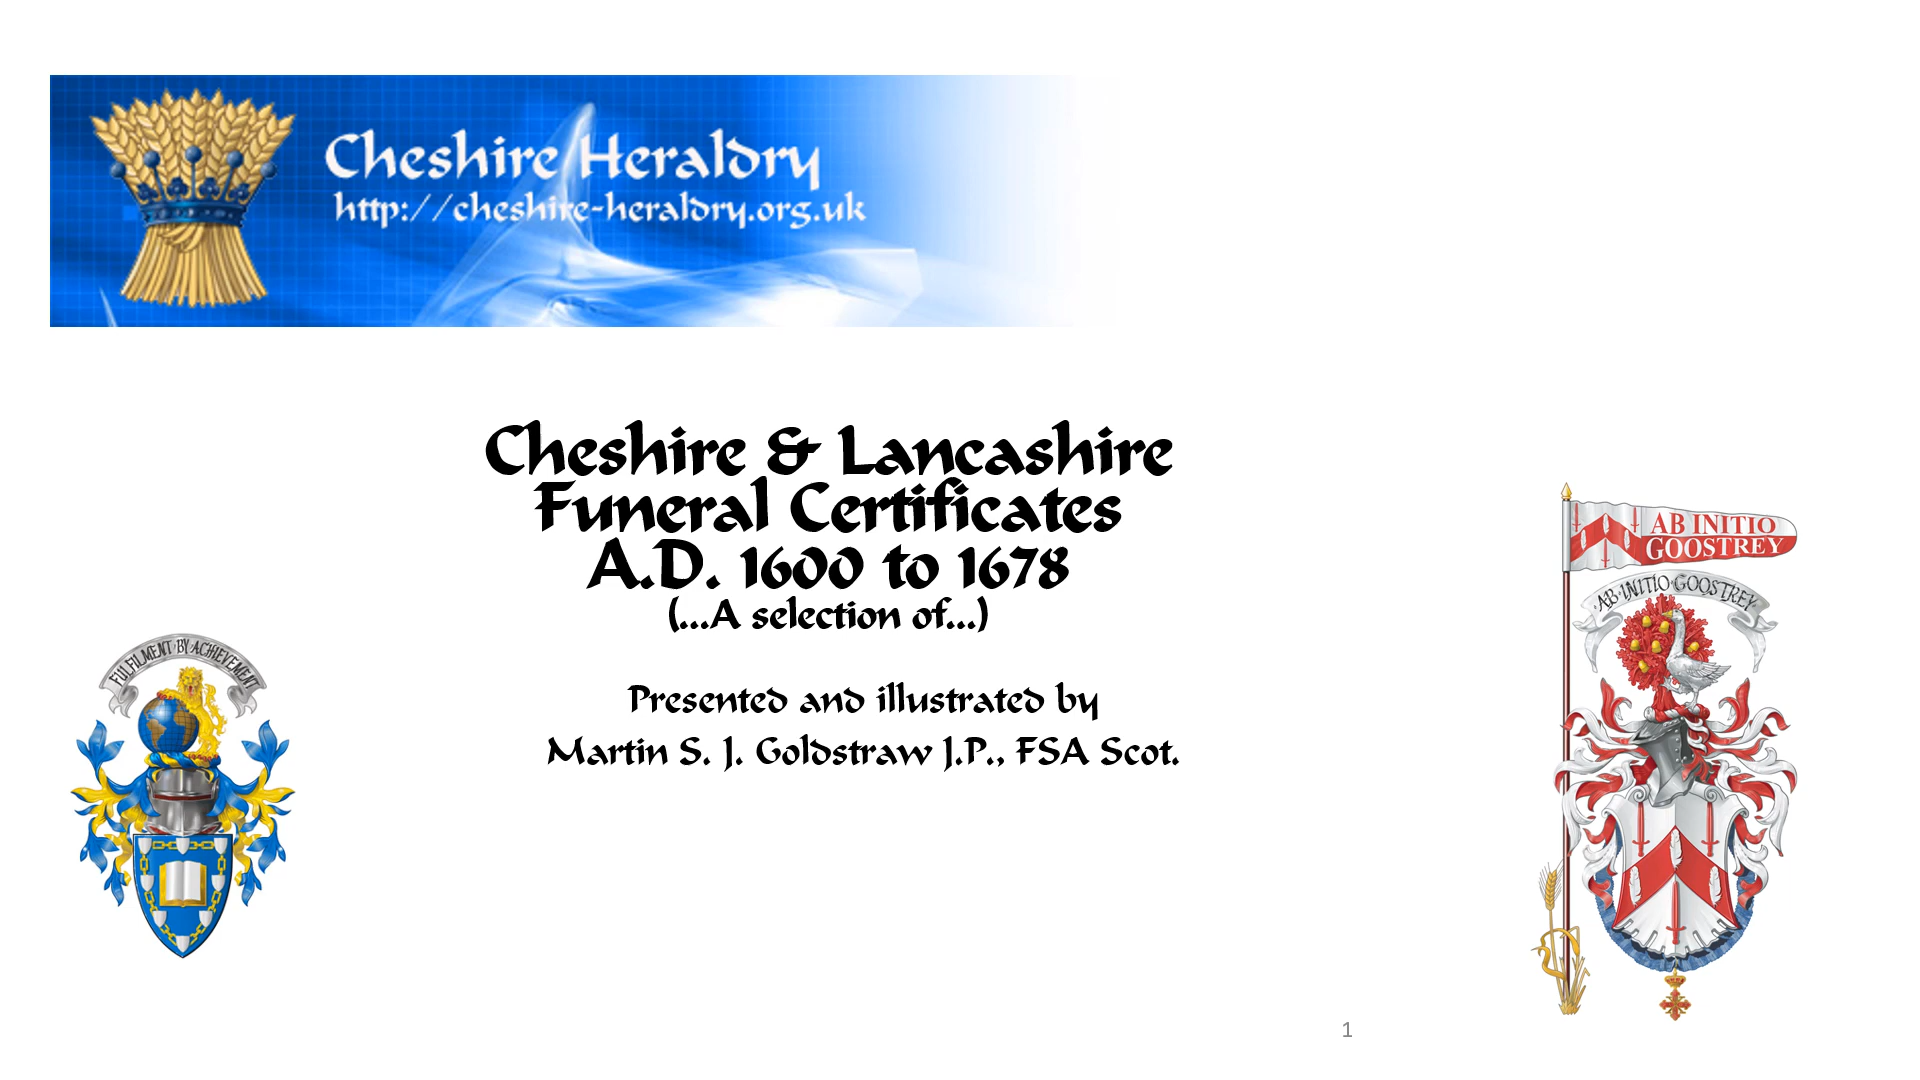 Cheshire Heraldry
http://cheshire-heraldry.org.uk
Cheshire & Lancashire
Funeral Certificates
A.D. 1600 to 1678
(...A selection of...)
Presented and illustrated by
Martin S. J. Goldstraw J.P., FSA Scot.
FULFILMENT BY ACHIEVEMENT
AB INITIO
GOOSTREY
AB·INITIO·GOOSTREY
1